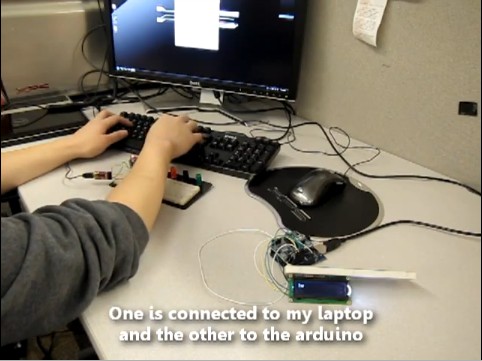 One is connected to my laptop
and the other to the arduino